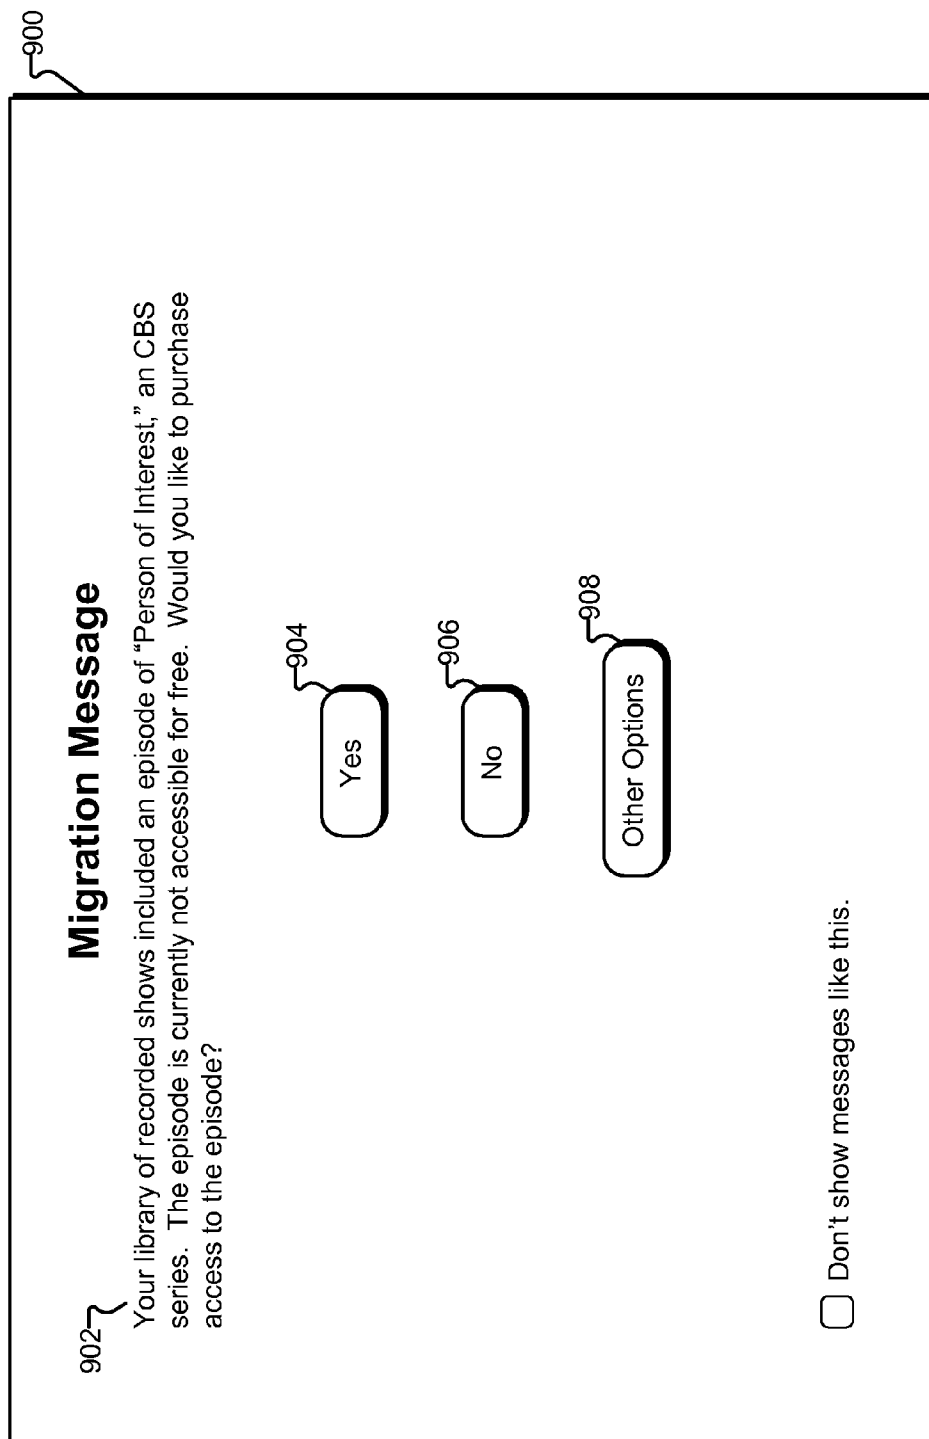 900
Migration Message
902
Your library of recorded shows included an episode of “Person of Interest,” an CBS
series. The episode is currently not accessible for free. Would you like to purchase
access to the episode?
904
Yes
906
No
908
Other Options
Don't show messages like this.